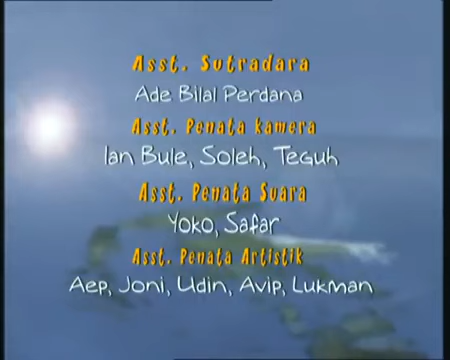 Asst. Sutradara
Ade Bilal Perdana
Asst. Penata kamera
Ian Bule, Soleh, Teguh
Asst. Penata Suara
Yoko, Safar
Asst. Penata Artistik
Aep, Joni, Udin, Avip, Lukman